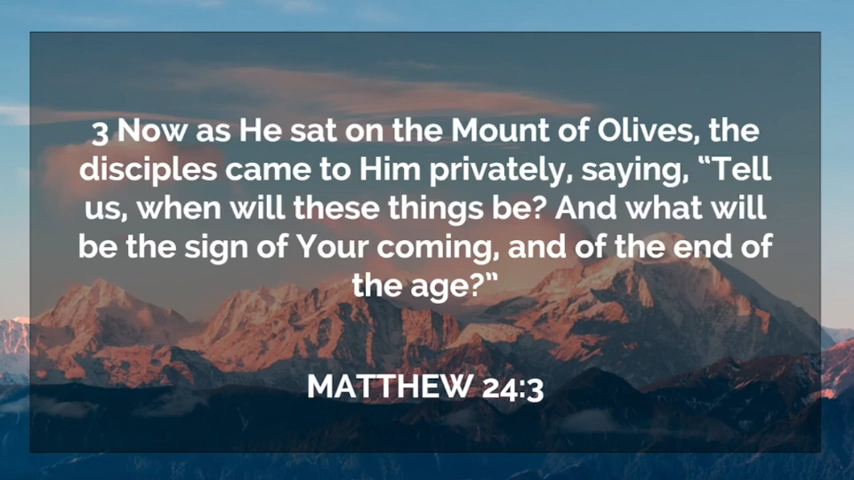 3 Now as He sat on the Mount of Olives, the
disciples came to Him privately, saying, “Tell
us, when will these things be? And what will
be the sign of Your coming, and of the end of
the age?”
MATTHEW 24:3